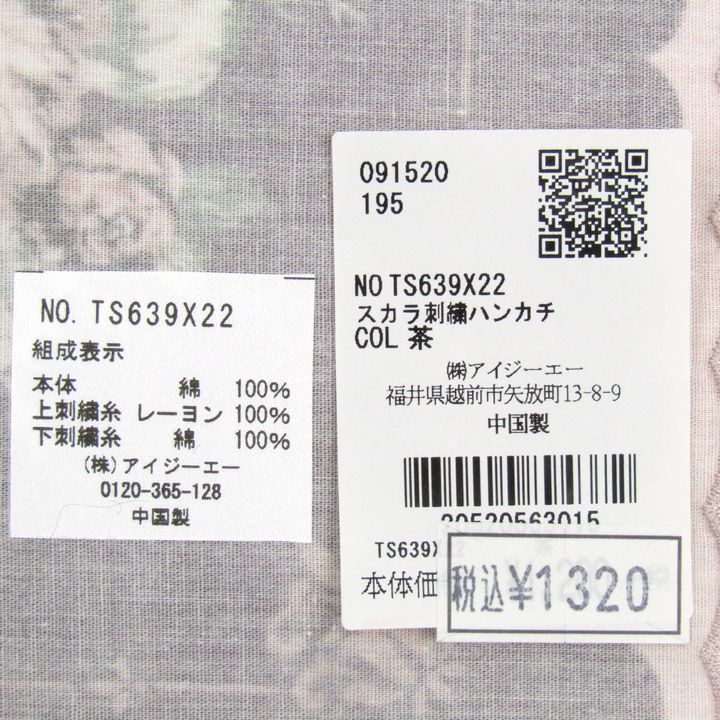 NO. TS639X22
組成表示
本体 綿 100%
上刺繍糸 レーヨン 100%
下刺繍糸 綿 100%
(株)アイジーエー
0120-365-128
中国製
091520
195
NO TS639X22
スカラ刺繍ハンカチ
COL 茶
㈱アイジーエー
福井県越前市矢放町13-8-9
中国製
TS639X22
本体価
税込¥1320